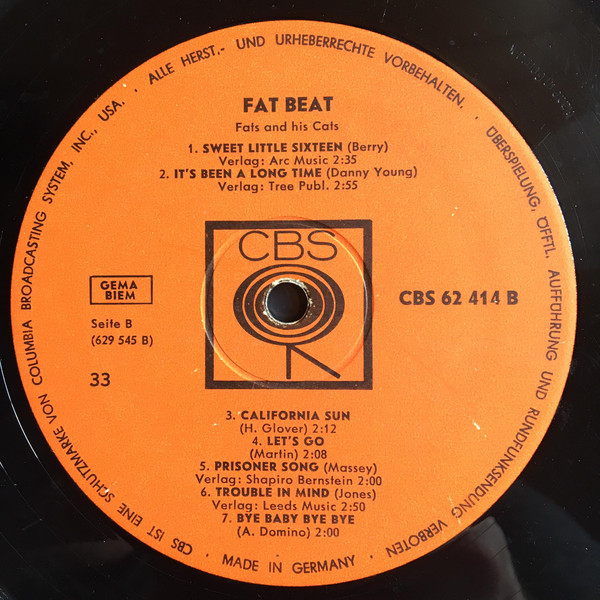 ALLE HERST.- UND URHEBERRECHTE VORBEHALTEN. · ÜBERSPIELUNG, ÖFFTL. AUFFÜHRUNG UND RUNDFUNKSENDUNG VERBOTEN · MADE IN GERMANY · CBS IST EINE SCHUTZMARKE VON COLUMBIA BROADCASTING SYSTEM, INC., USA. ·
FAT BEAT
Fats and his Cats
1. SWEET LITTLE SIXTEEN (Berry)
Verlag: Arc Music 2:35
2. IT'S BEEN A LONG TIME (Danny Young)
Verlag: Tree Publ. 2:55
CBS
GEMA
BIEM
CBS 62 414 B
Seite B
(629 545 B)
33
3. CALIFORNIA SUN
(H. Glover) 2:12
4. LET'S GO
(Martin) 2:08
5. PRISONER SONG (Massey)
Verlag: Shapiro Bernstein 2:00
6. TROUBLE IN MIND (Jones)
Verlag: Leeds Music 2:50
7. BYE BABY BYE BYE
(A. Domino) 2:00